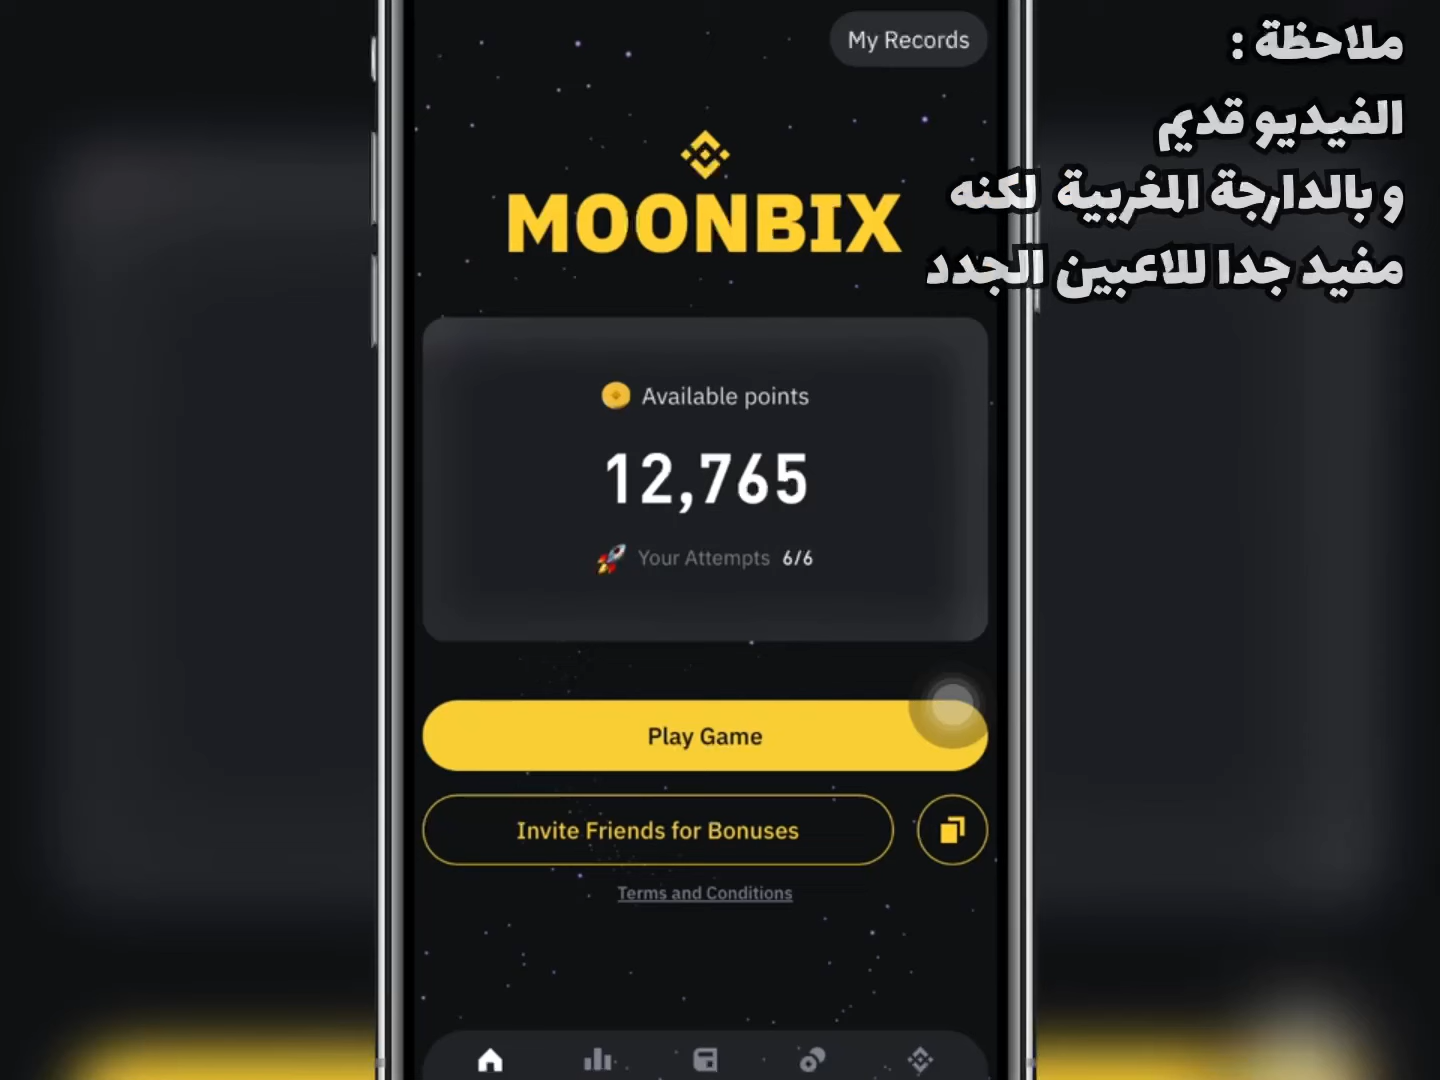 My Records
ملاحظة :
الفيديو قديم
و بالدارجة المغربية لكنه
مفيد جدا للاعبين الجدد
MOONBIX
Available points
12,765
Your Attempts 6/6
Play Game
Invite Friends for Bonuses
Terms and Conditions